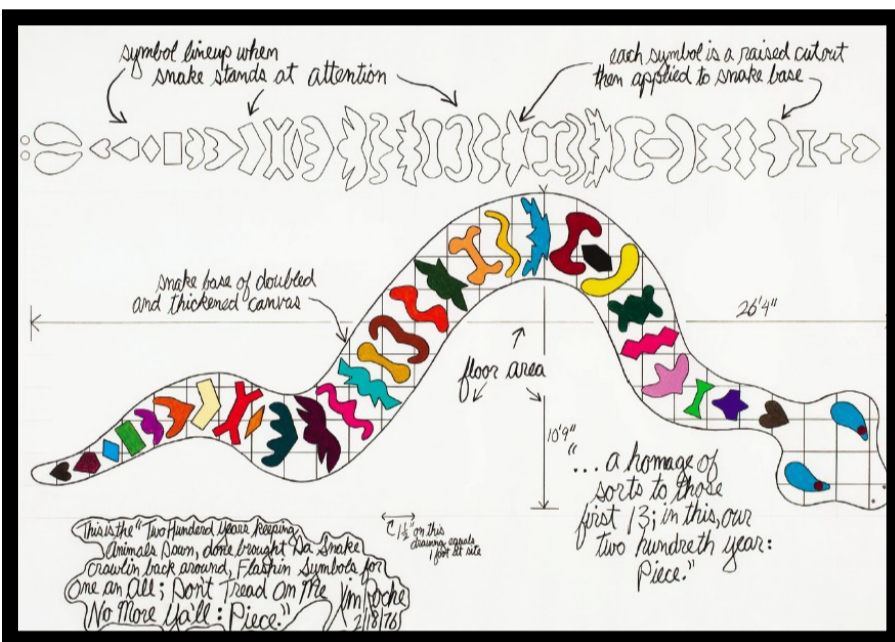 symbol lineup when
snake stands at attention
each symbol is a raised cutout
then applied to snake base
snake base of doubled
and thickened canvas
26'4"
floor area
10'9"
"... a homage of
sorts to those
first 13; in this, our
two hundreth year:
Piece."
1½" on this
drawing equals
1 foot at site
This is the "Two Hunderd Years Keeping
Animals Down, done brought Da Snake
crawlin back around, Flashin Symbols for
One an All; Don't Tread on Me
No More Ya'll: Piece."
Jim Roche
2/18/76